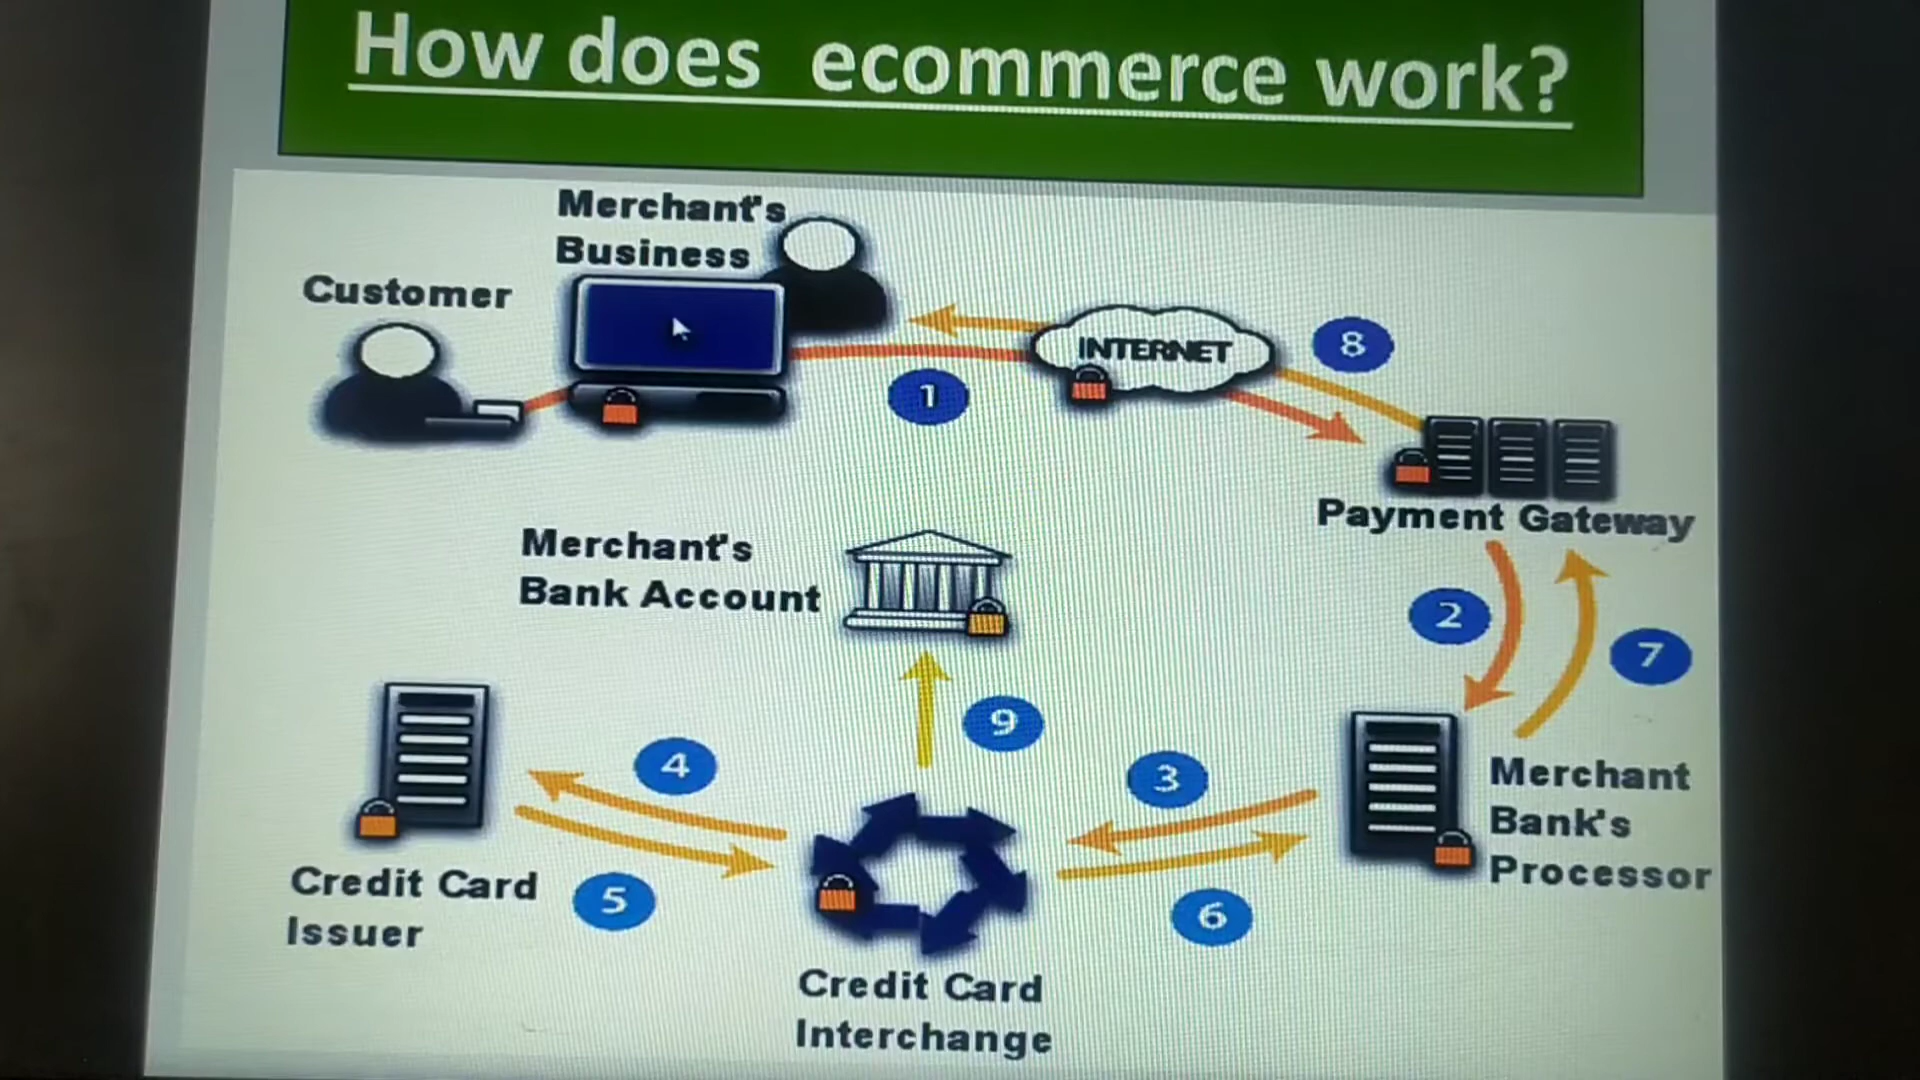 How does ecommerce work?
Merchant's
Business
Customer
INTERNET
8
1
Payment Gateway
Merchant's
Bank Account
2
7
9
4
3
Merchant
Bank's
Processor
Credit Card
Issuer
5
6
Credit Card
Interchange